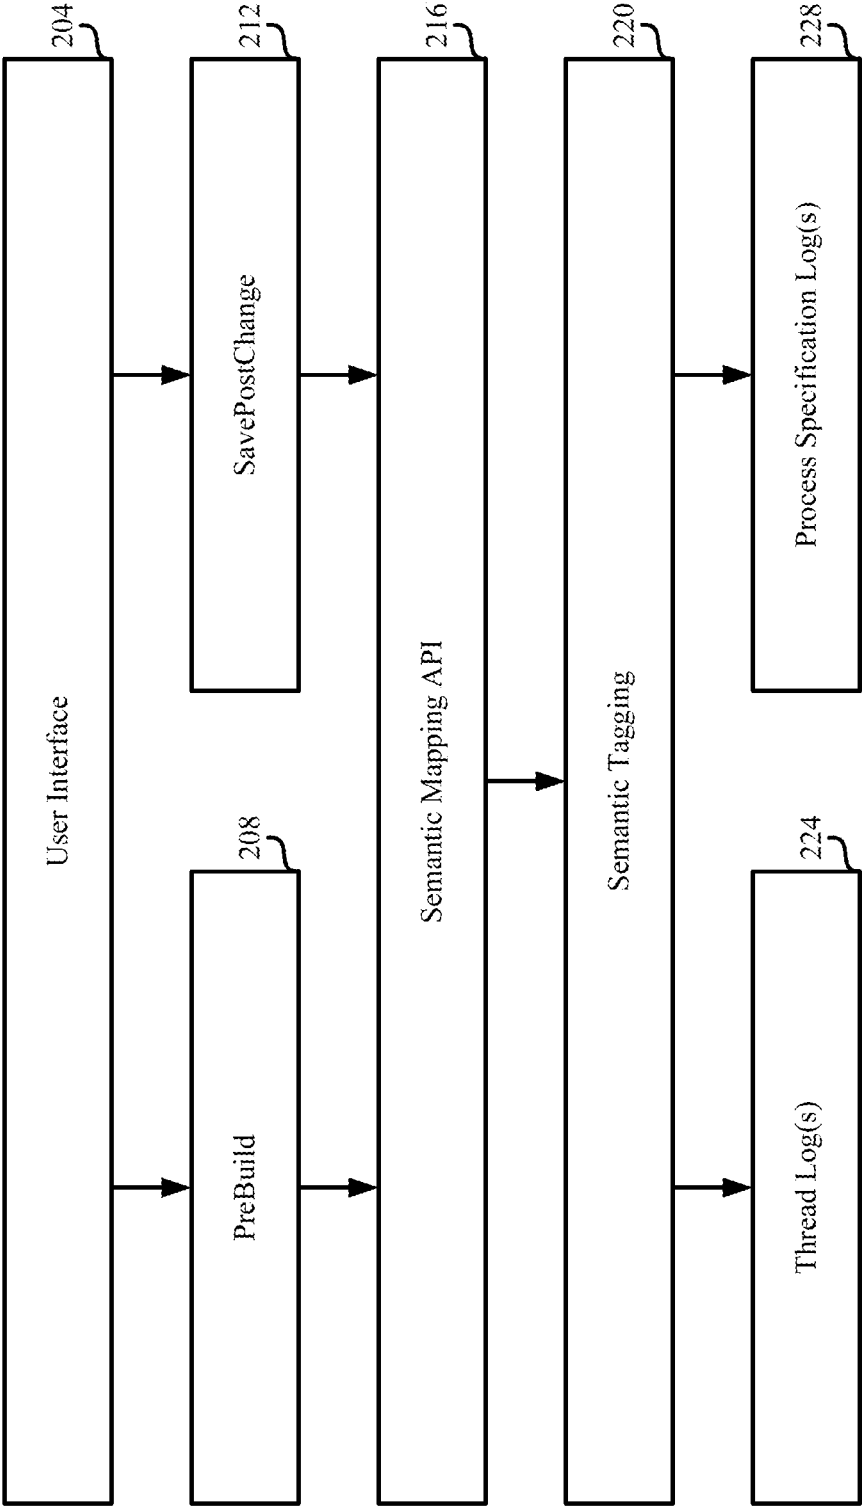 User Interface
204
PreBuild
208
SavePostChange
212
Semantic Mapping API
216
Semantic Tagging
220
Thread Log(s)
224
Process Specification Log(s)
228